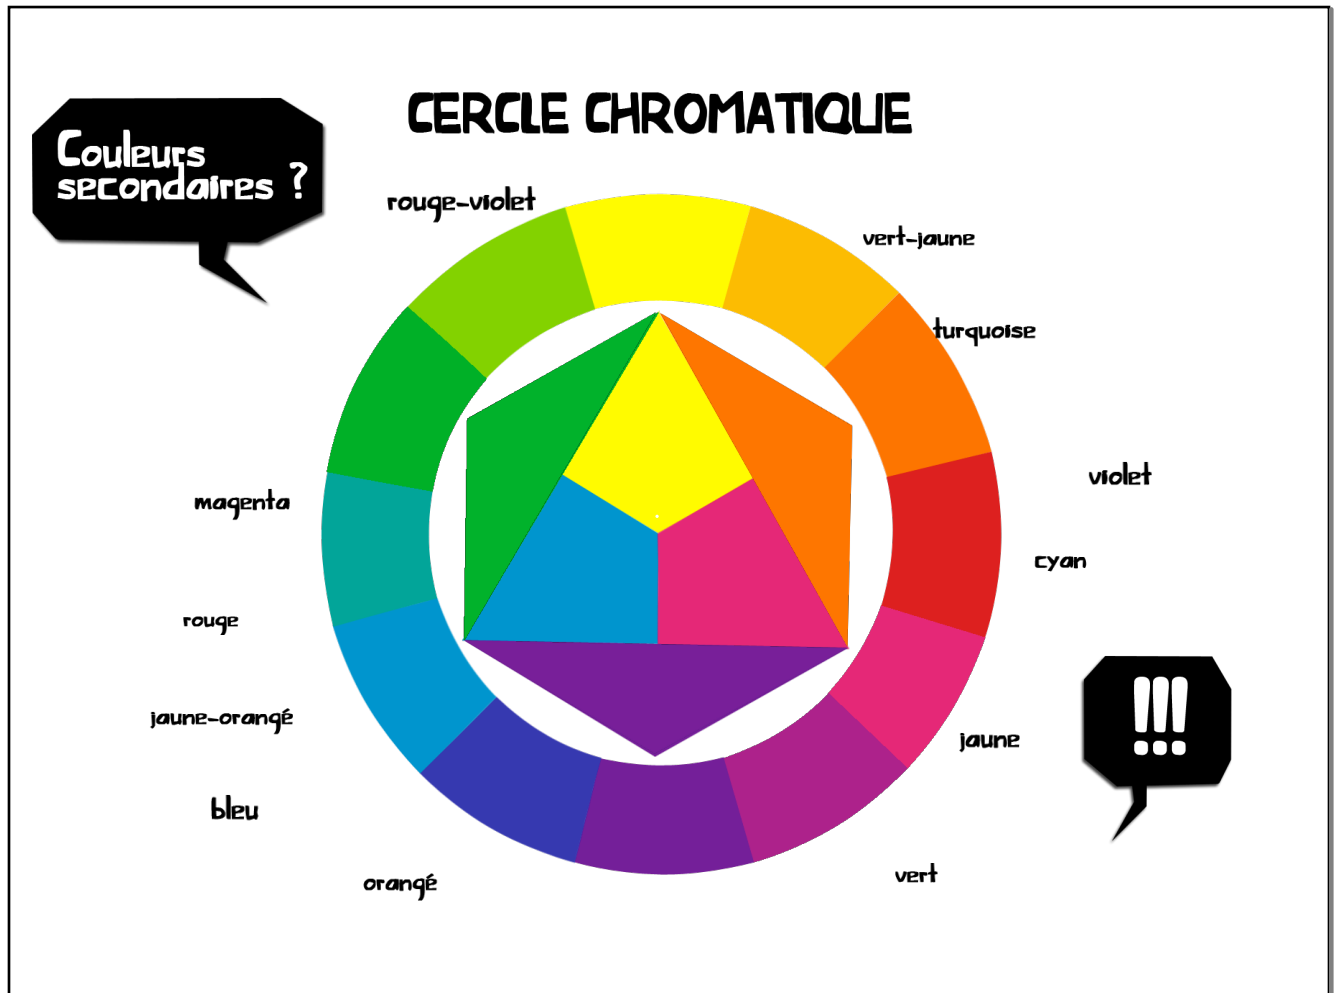 CERCLE CHROMATIQUE
Couleurs
secondaires ?
rouge-violet
vert-jaune
turquoise
violet
magenta
cyan
rouge
jaune-orangé
jaune
!!!
bleu
orangé
vert